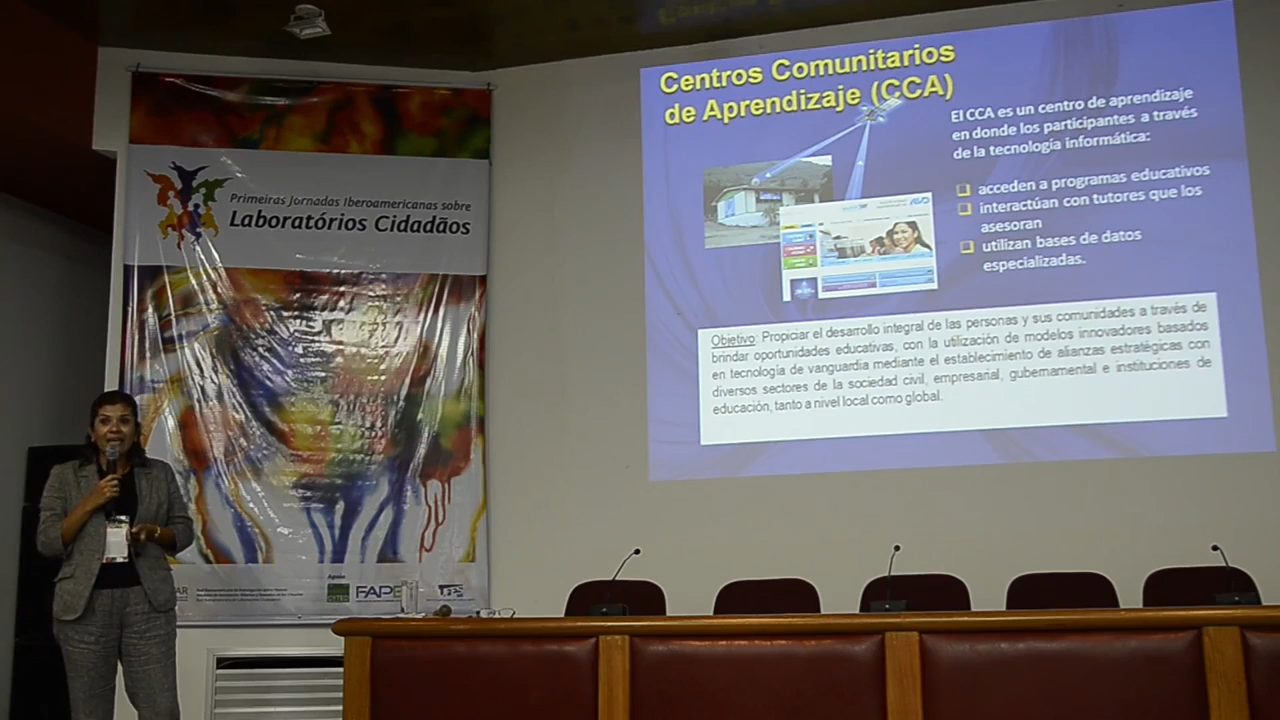 Primeiras Jornadas Iberoamericanas sobre
Laboratórios Cidadãos
Apoio
CYTED
FAPE
Centros Comunitarios
de Aprendizaje (CCA)
El CCA es un centro de aprendizaje
en donde los participantes a través
de la tecnología informática:
acceden a programas educativos
interactúan con tutores que los
asesoran
utilizan bases de datos
especializadas.
Objetivo: Propiciar el desarrollo integral de las personas y sus comunidades a través de
brindar oportunidades educativas, con la utilización de modelos innovadores basados
en tecnología de vanguardia mediante el establecimiento de alianzas estratégicas con
diversos sectores de la sociedad civil, empresarial, gubernamental e instituciones de
educación, tanto a nivel local como global.